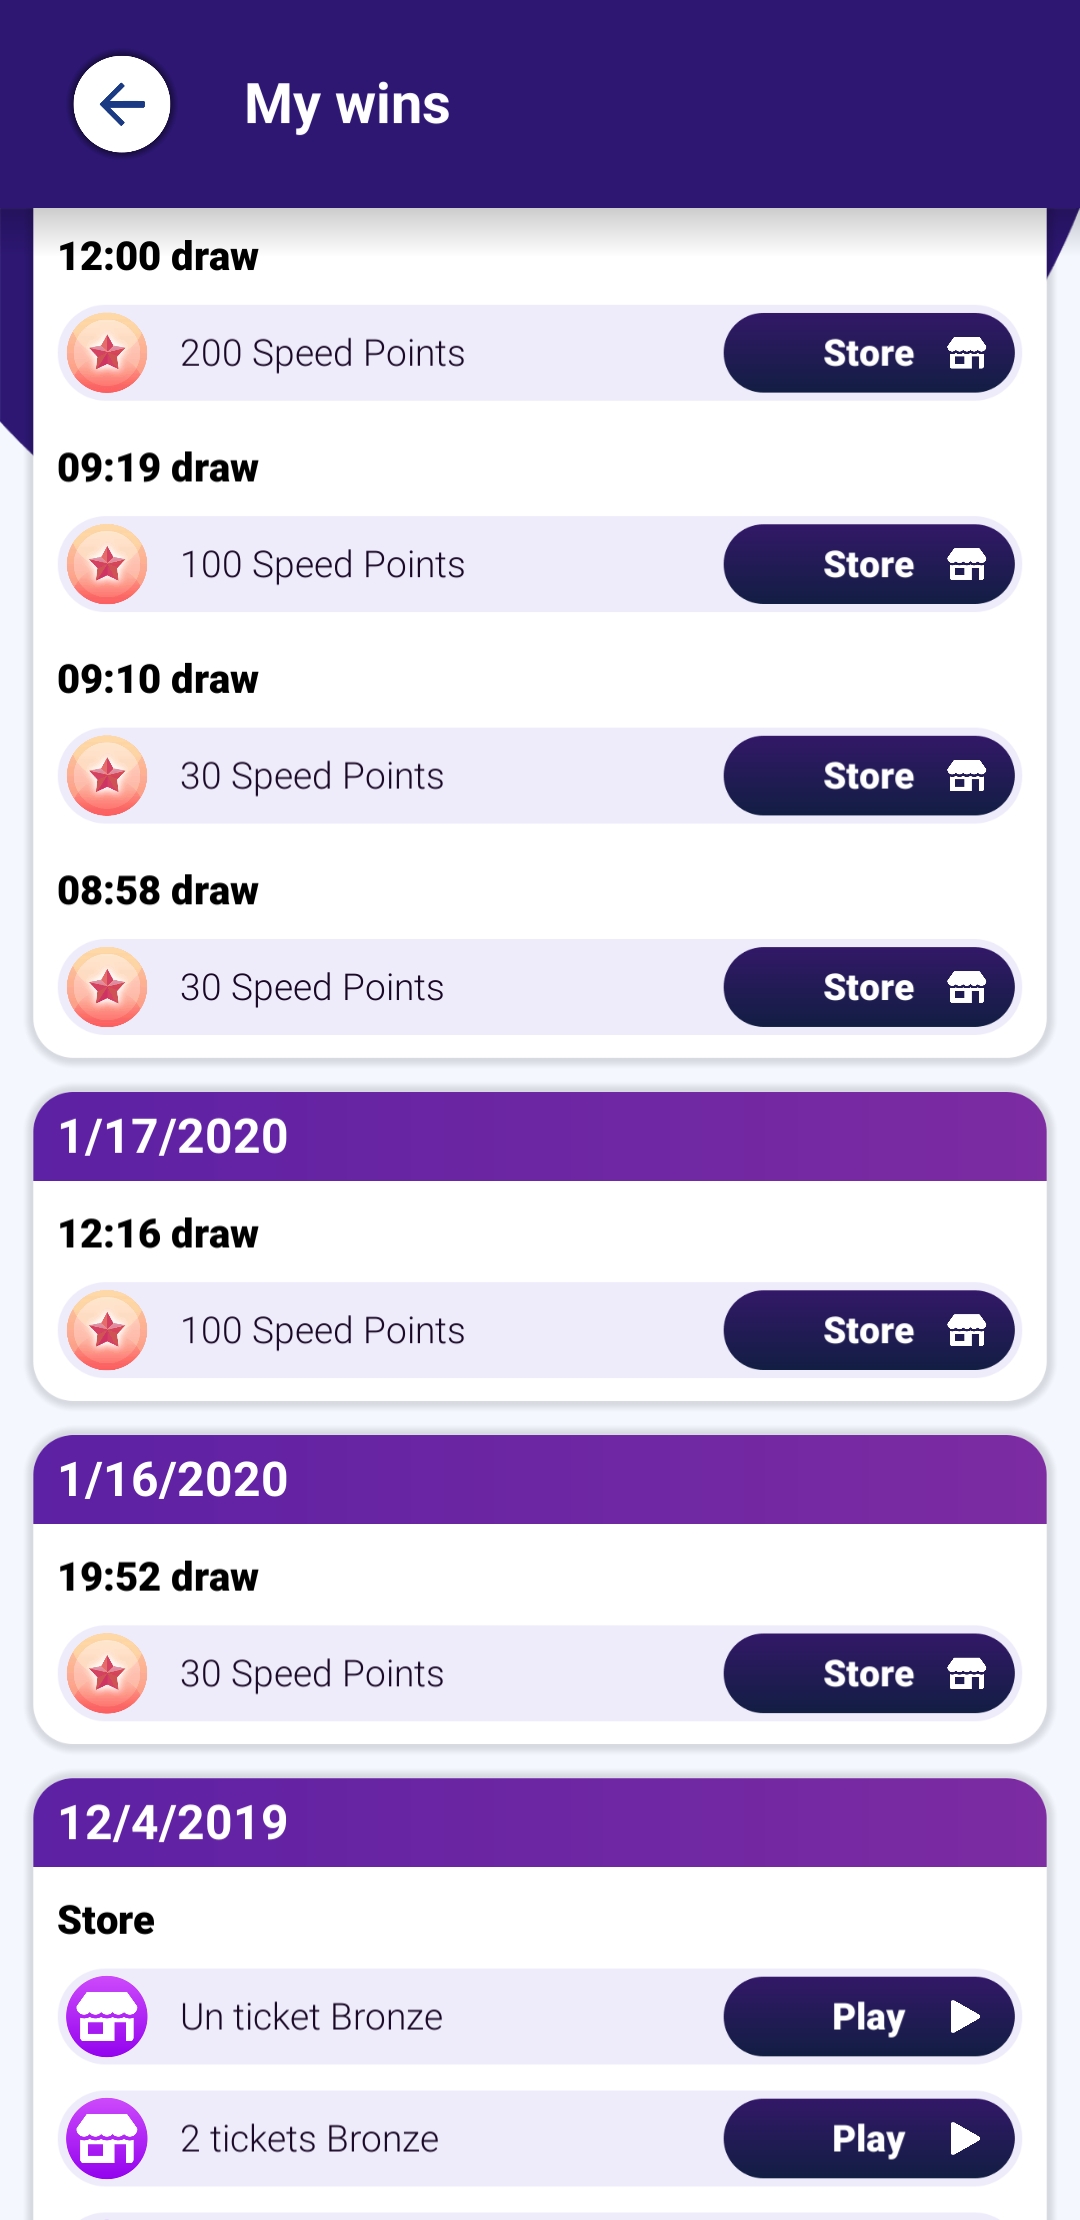 My wins
12:00 draw
200 Speed Points
Store
09:19 draw
100 Speed Points
Store
09:10 draw
30 Speed Points
Store
08:58 draw
30 Speed Points
Store
1/17/2020
12:16 draw
100 Speed Points
Store
1/16/2020
19:52 draw
30 Speed Points
Store
12/4/2019
Store
Un ticket Bronze
Play
2 tickets Bronze
Play